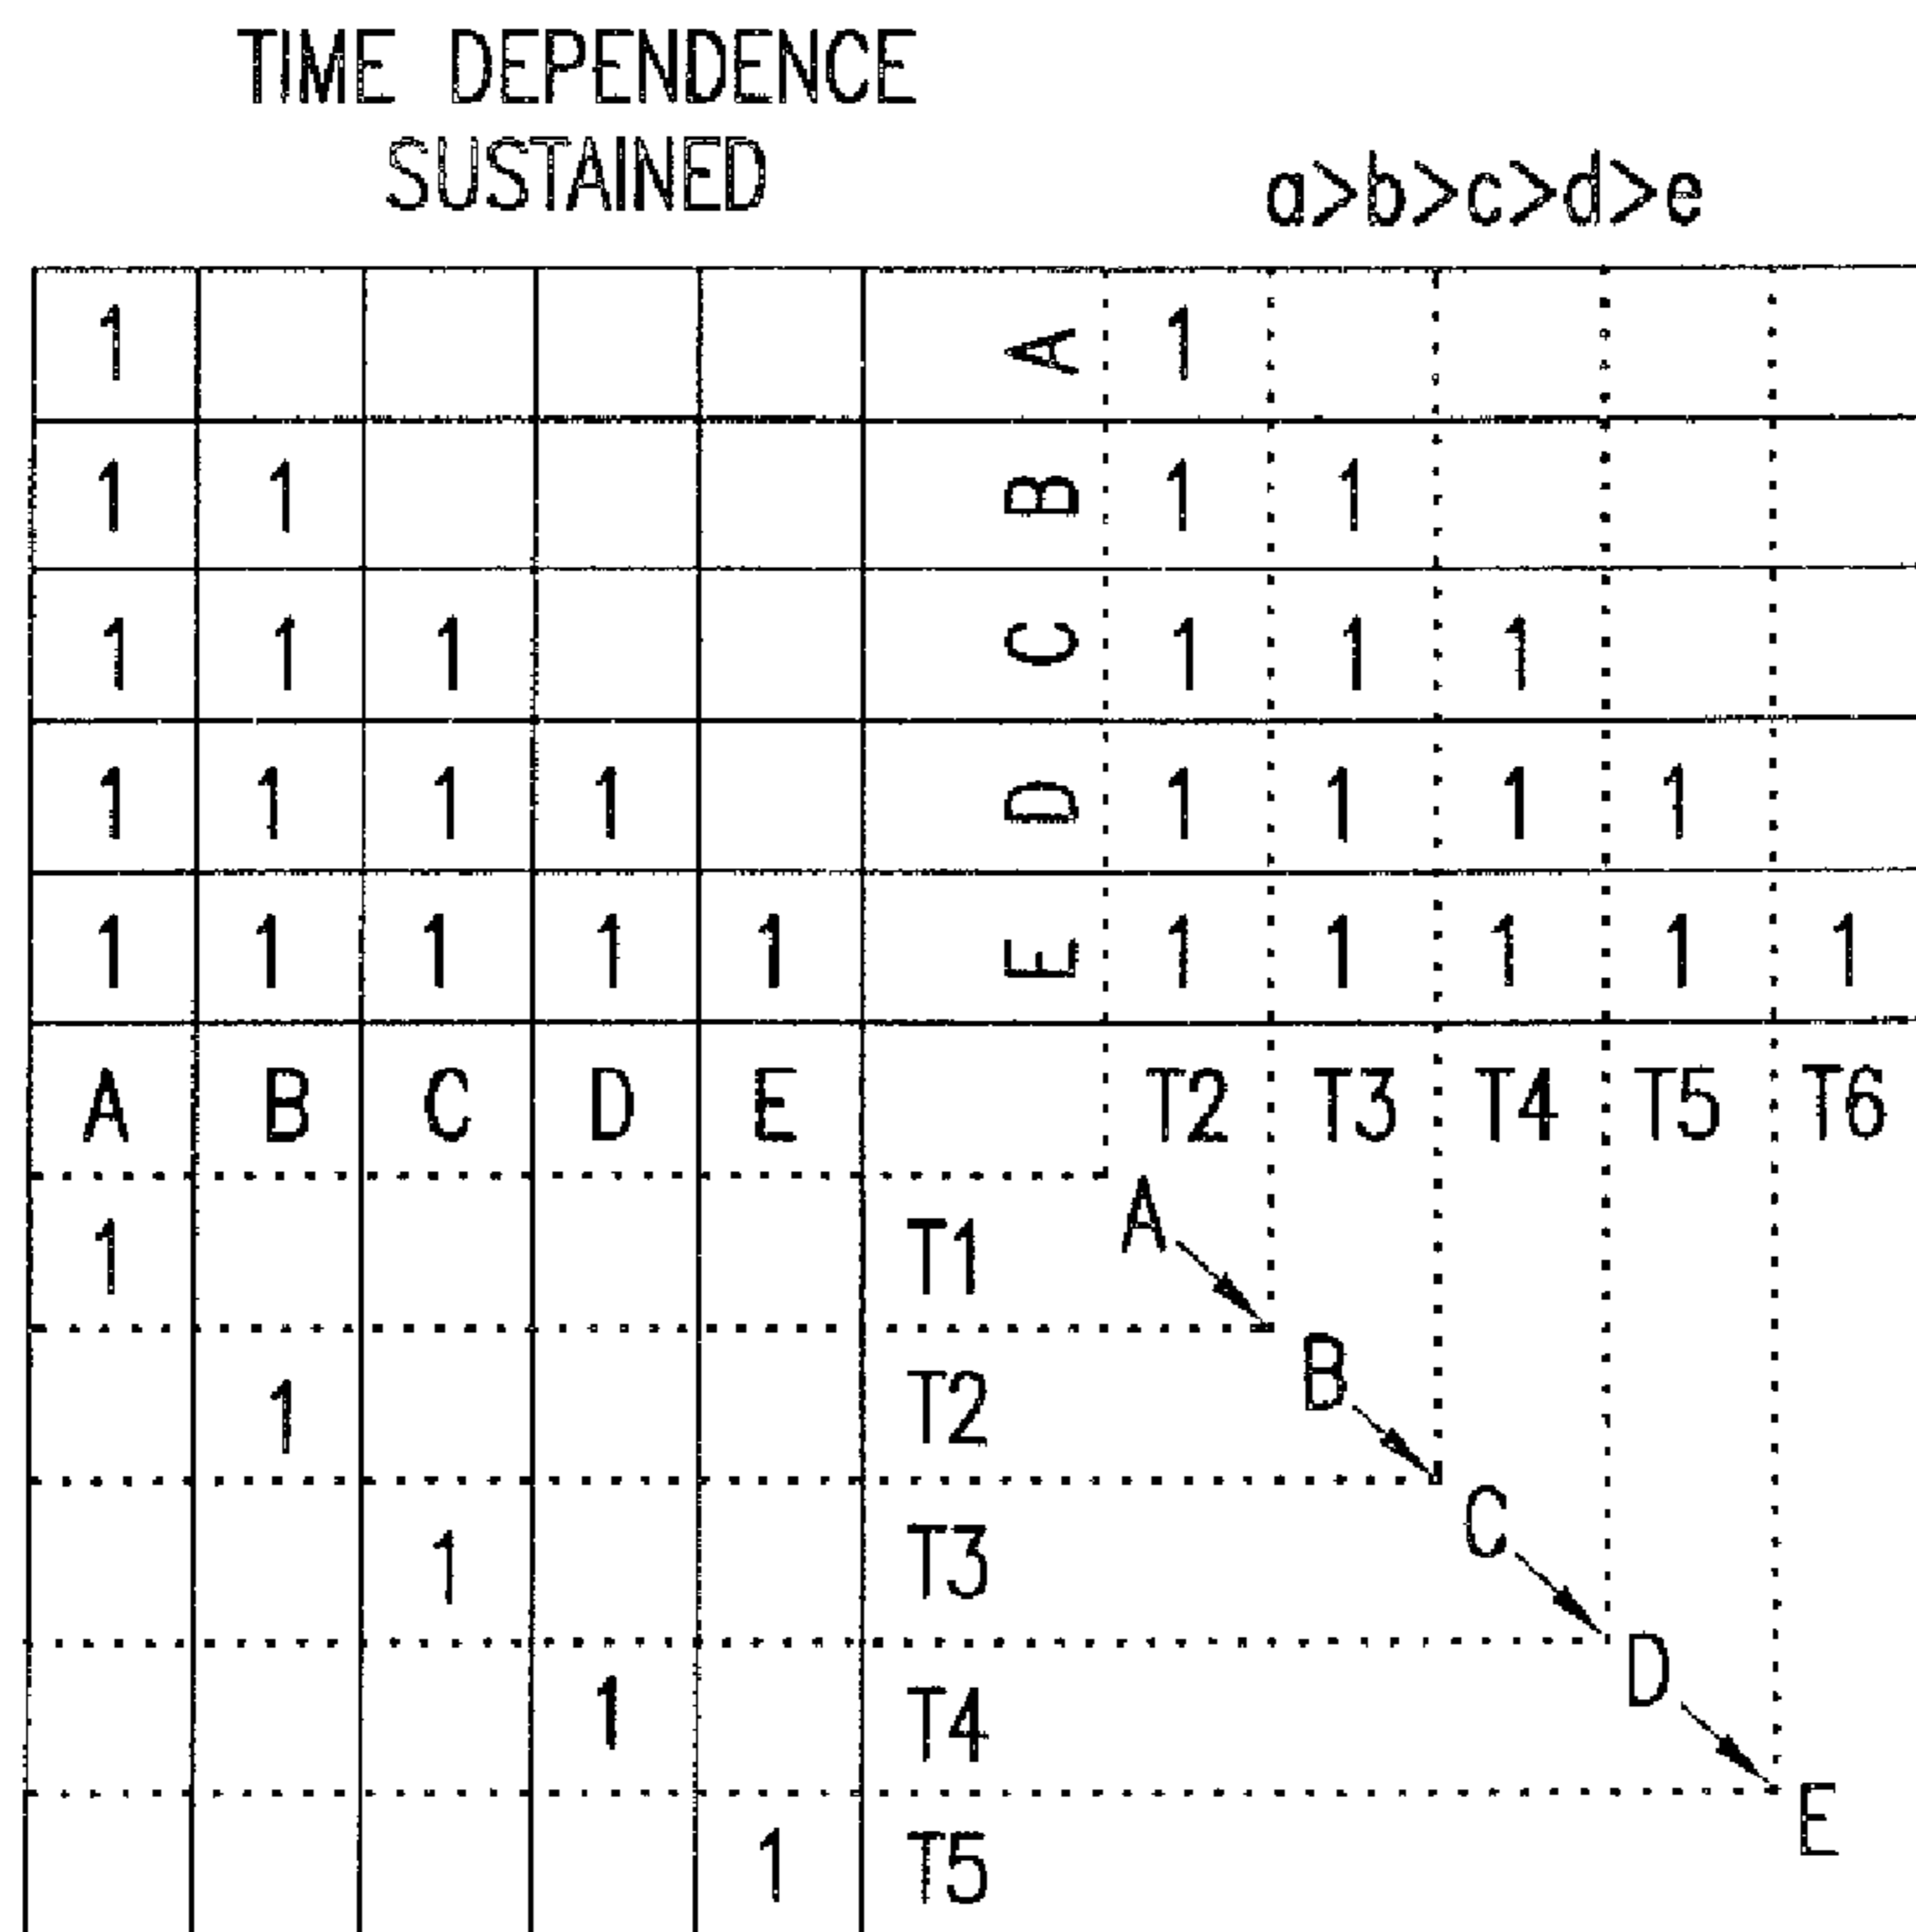 TIME DEPENDENCE
SUSTAINED
a>b>c>d>e
1 A 1
1 1 B 1 1
1 1 1 C 1 1 1
1 1 1 1 D 1 1 1 1
1 1 1 1 1 E 1 1 1 1 1
A B C D E T2 T3 T4 T5 T6
1 T1 A
1 T2 B
1 T3 C
1 T4 D
1 T5 E